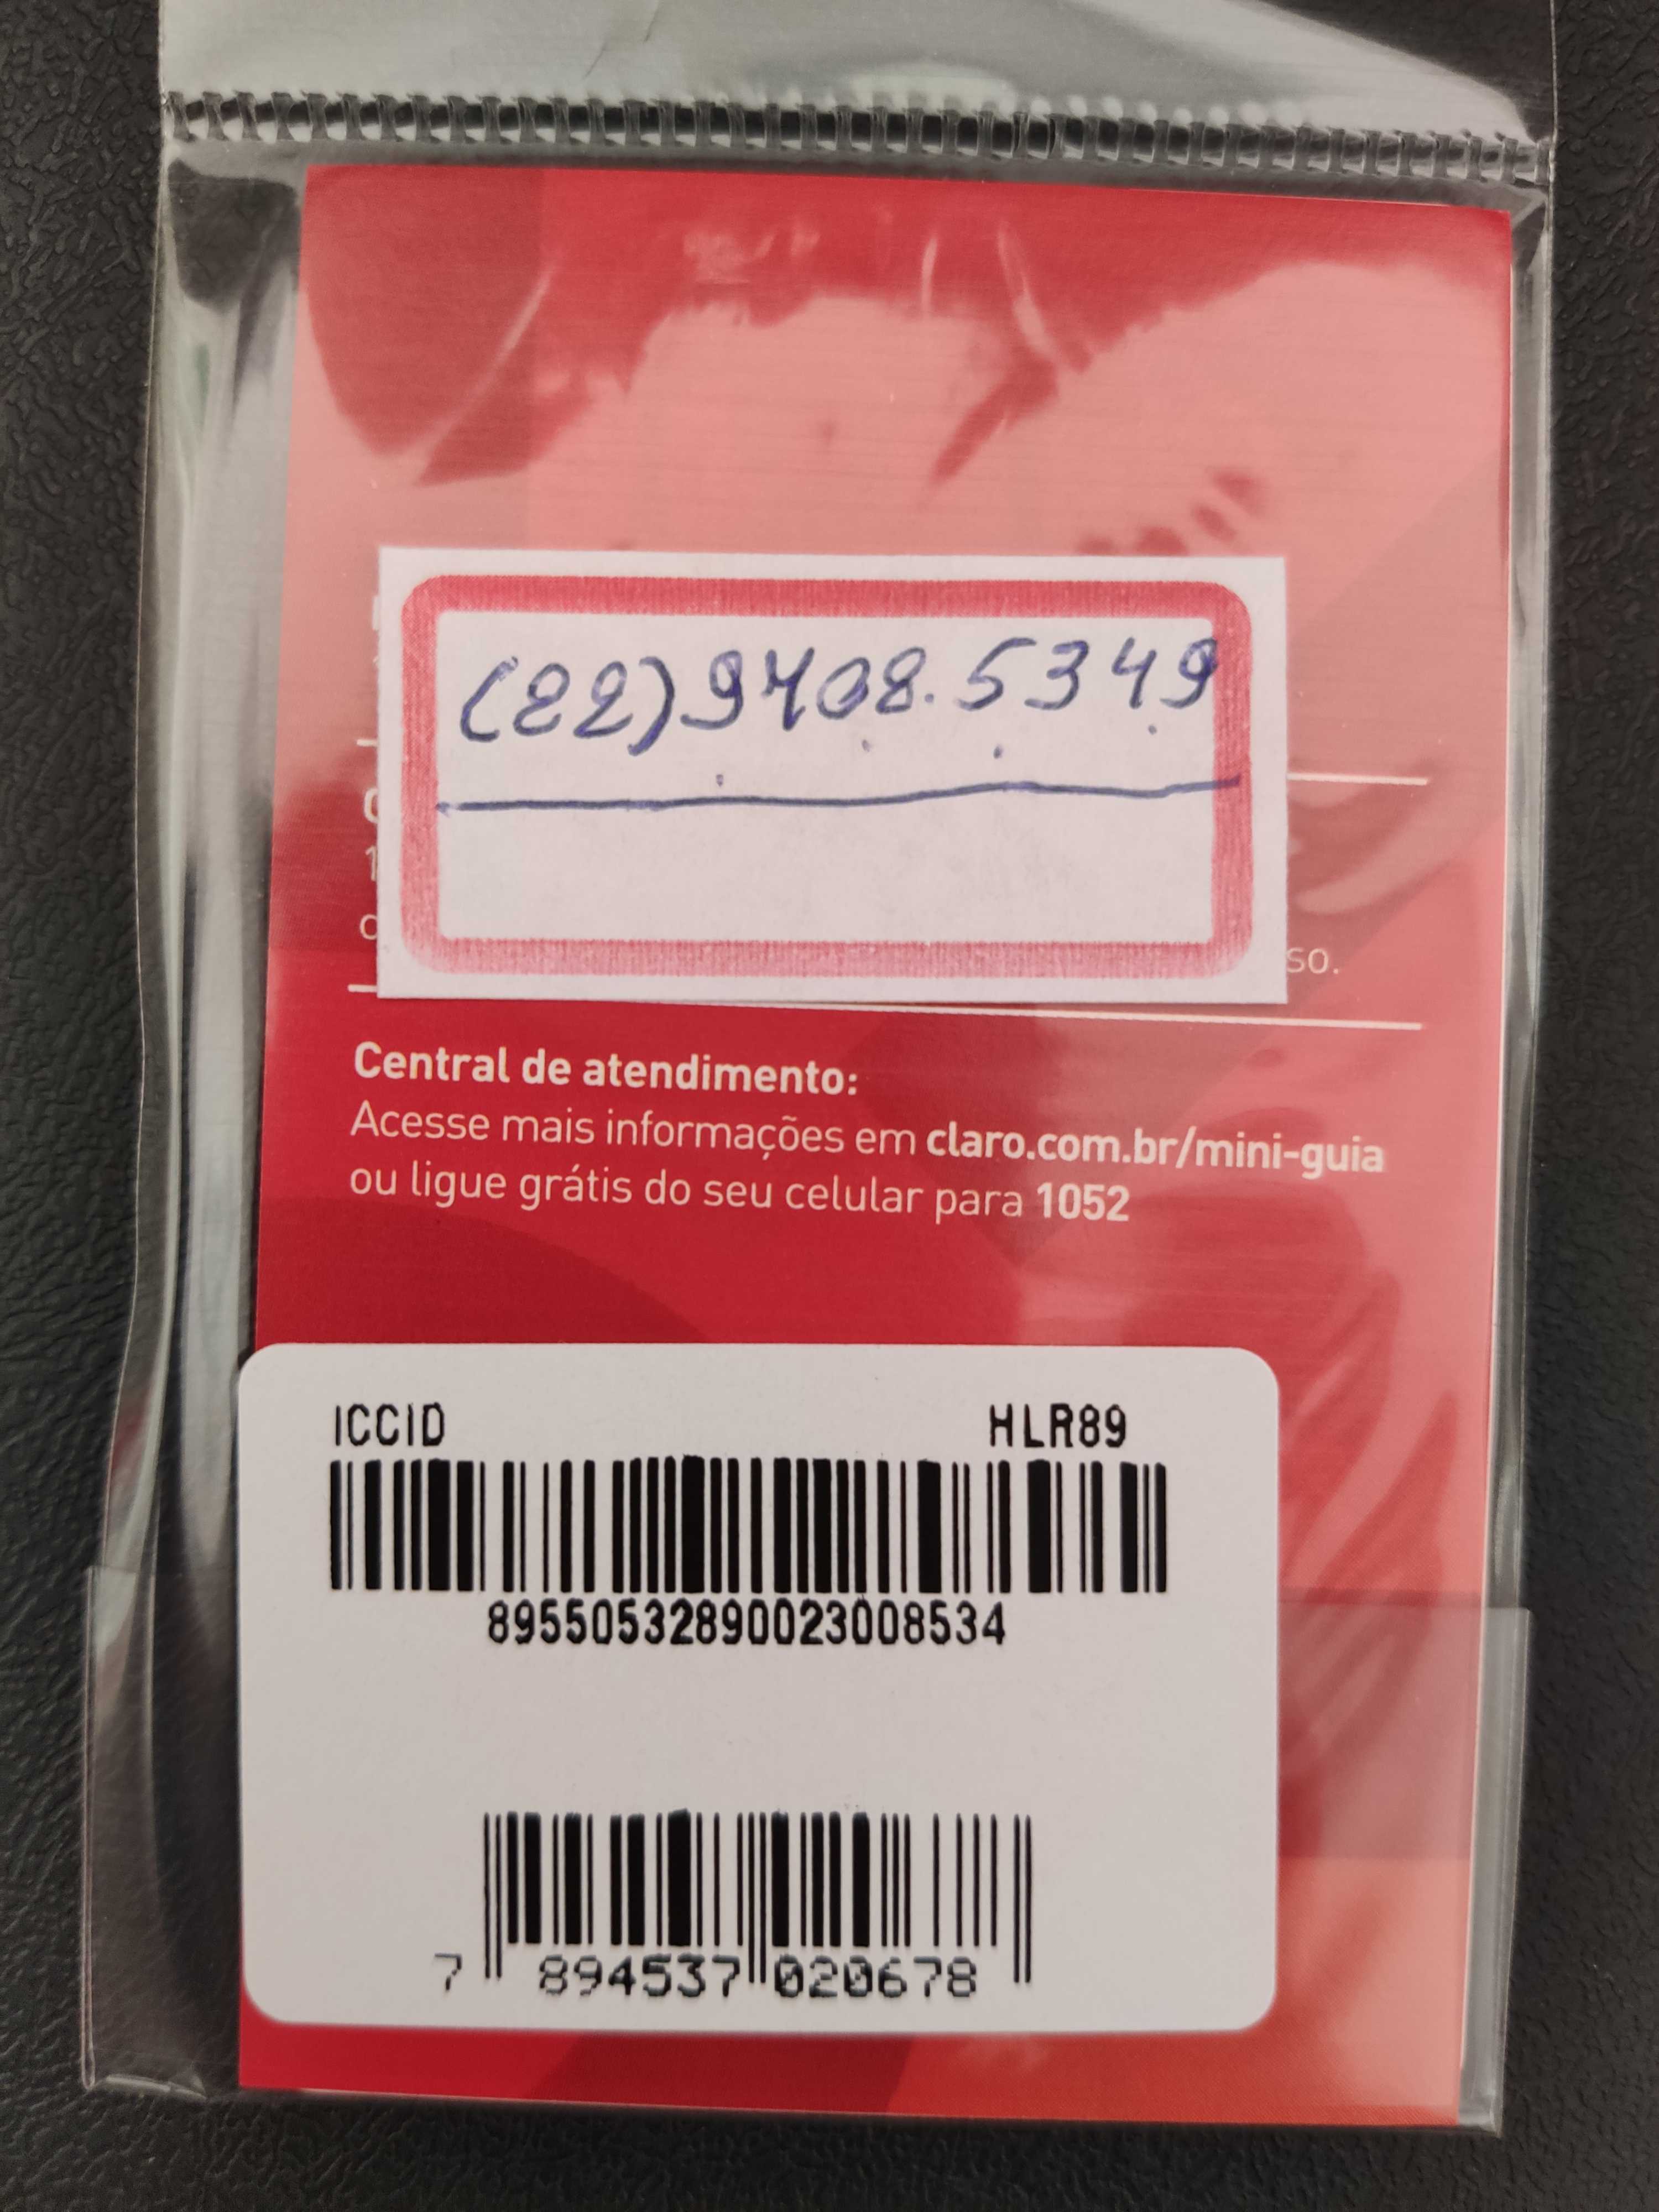 (22) 9708.5349
so.
Central de atendimento:
Acesse mais informações em claro.com.br/mini-guia
ou ligue grátis do seu celular para 1052
ICCID HLR89
89550532890023008534
7 894537 020678